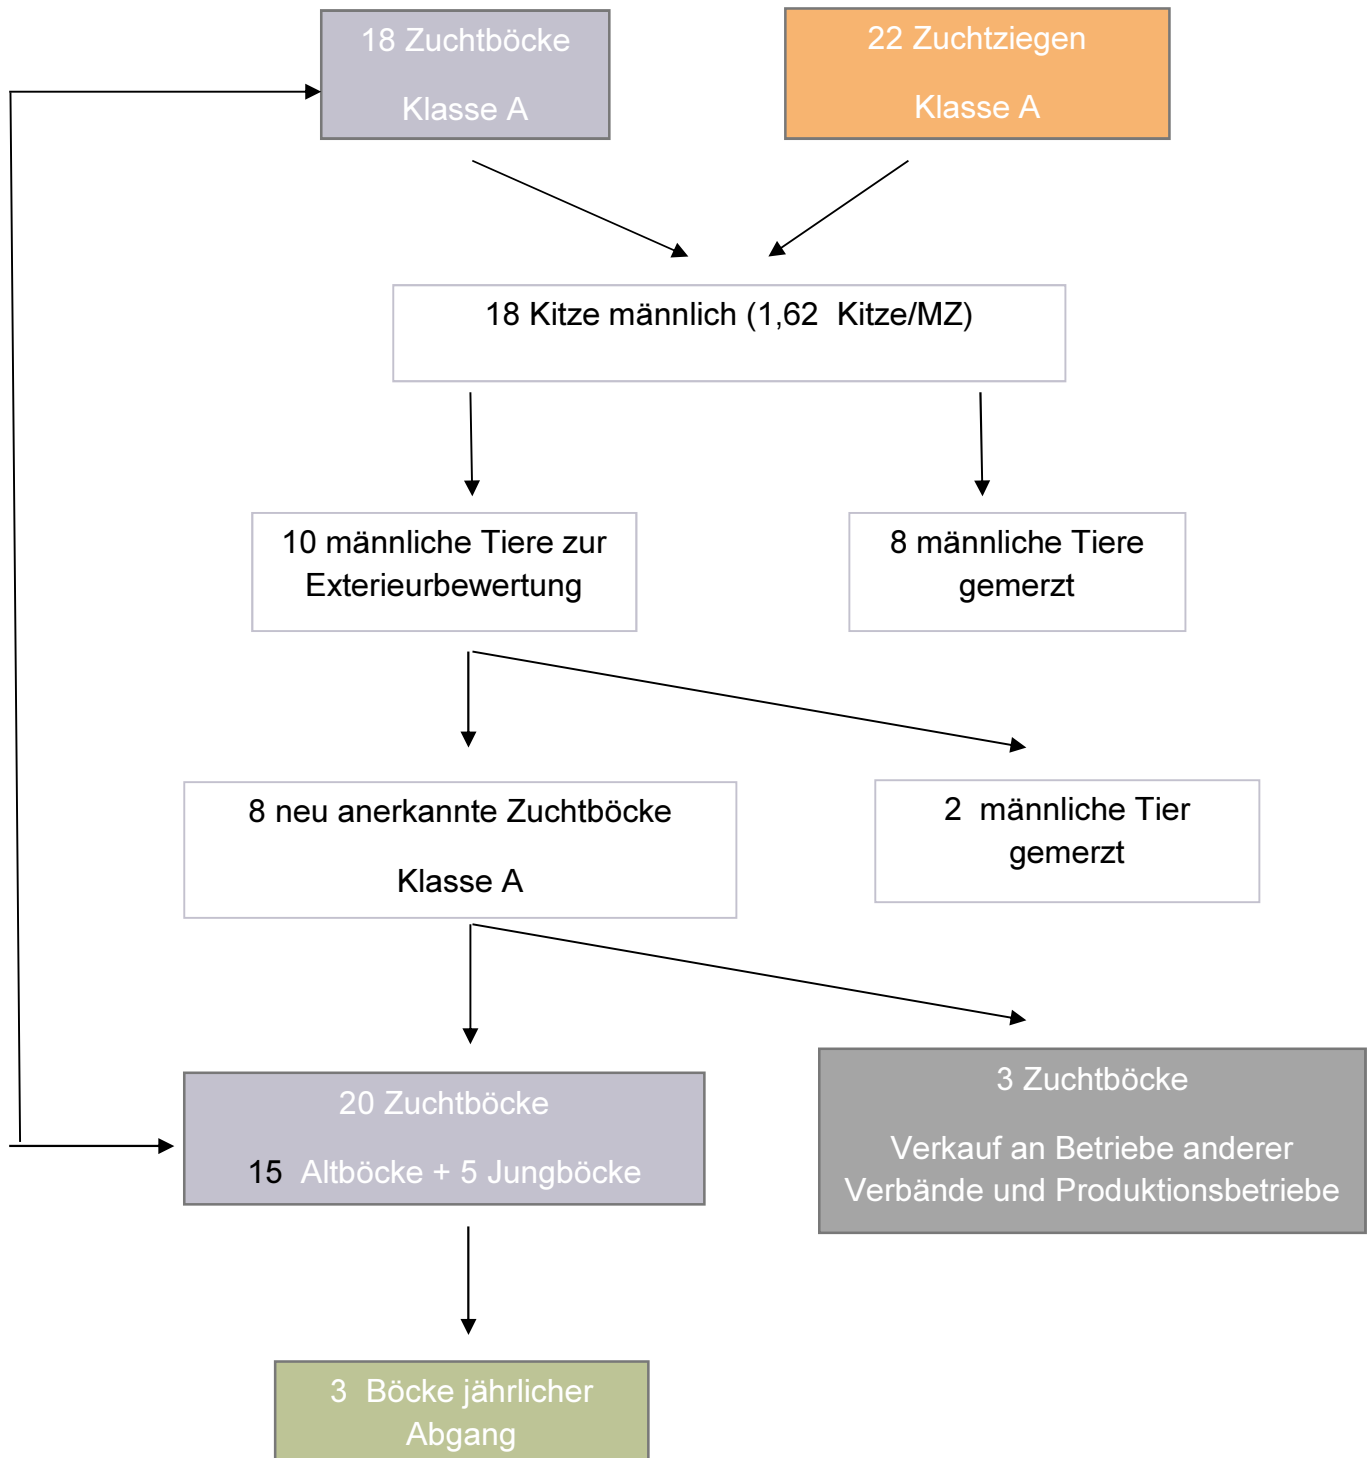 18 Zuchtböcke
Klasse A
22 Zuchtziegen
Klasse A
18 Kitze männlich (1,62 Kitze/MZ)
10 männliche Tiere zur
Exterieurbewertung
8 männliche Tiere
gemerzt
8 neu anerkannte Zuchtböcke
Klasse A
2 männliche Tier
gemerzt
20 Zuchtböcke
15 Altböcke + 5 Jungböcke
3 Zuchtböcke
Verkauf an Betriebe anderer
Verbände und Produktionsbetriebe
3 Böcke jährlicher
Abgang